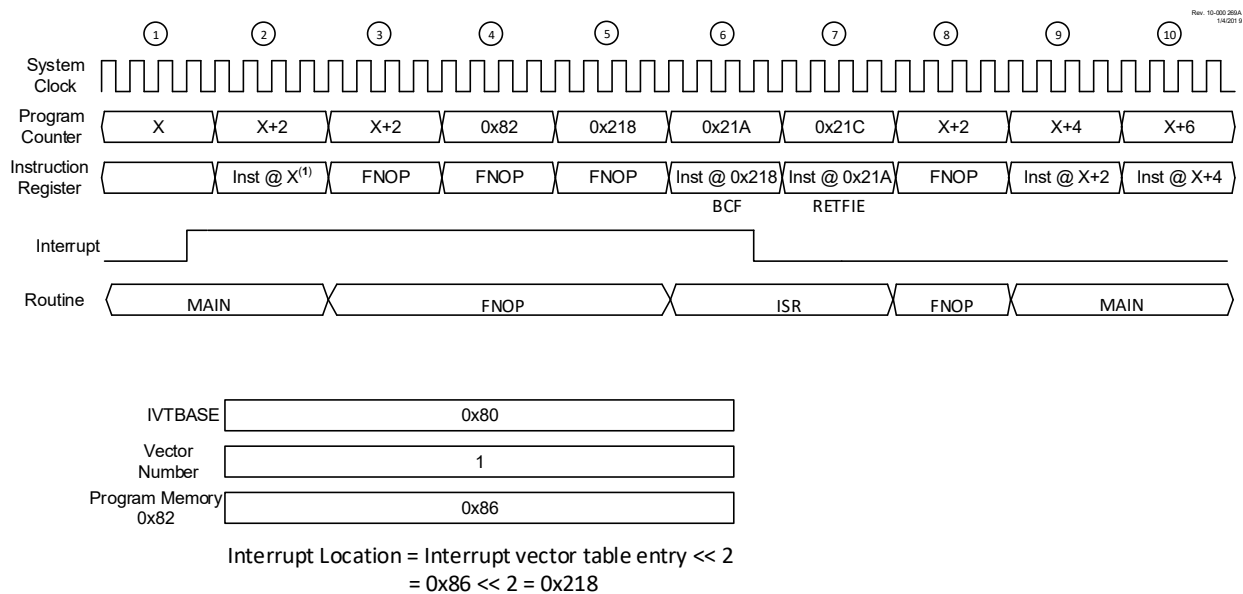 Rev. 10-000 269A
1/4/2019
1 2 3 4 5 6 7 8 9 10
System
Clock
Program
Counter
X X+2 X+2 0x82 0x218 0x21A 0x21C X+2 X+4 X+6
Instruction
Register
Inst @ X(1) FNOP FNOP FNOP Inst @ 0x218 Inst @ 0x21A FNOP Inst @ X+2 Inst @ X+4
BCF RETFIE
Interrupt
Routine
MAIN FNOP ISR FNOP MAIN
IVTBASE 0x80
Vector
Number
1
Program Memory
0x82
0x86
Interrupt Location = Interrupt vector table entry << 2
= 0x86 << 2 = 0x218